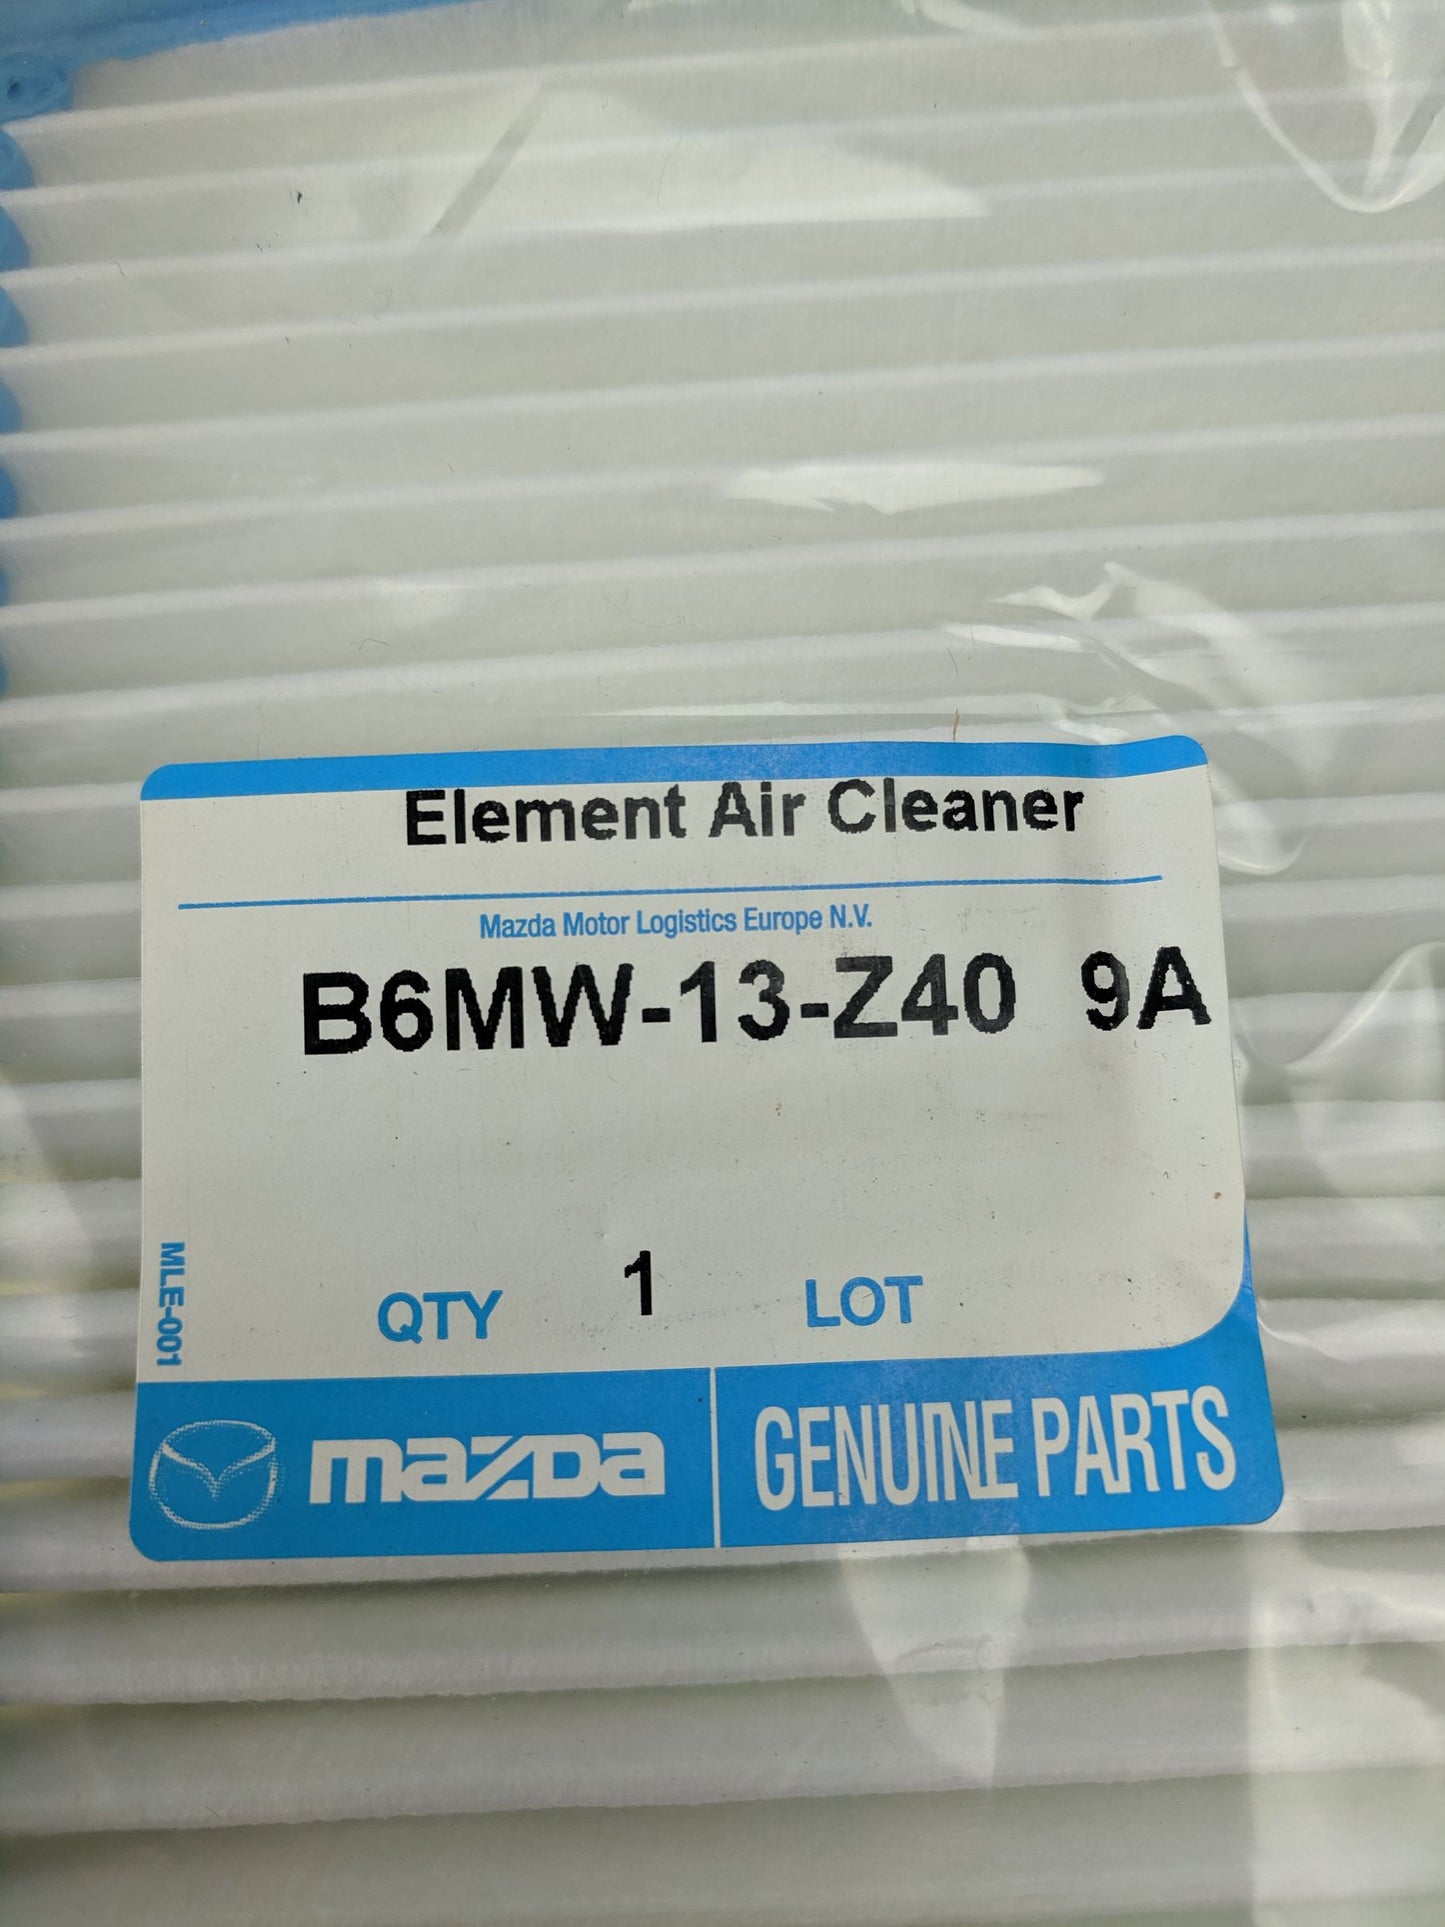 Element Air Cleaner
Mazda Motor Logistics Europe N.V.
B6MW-13-Z40 9A
MLE-001
QTY 1 LOT
mazda GENUINE PARTS